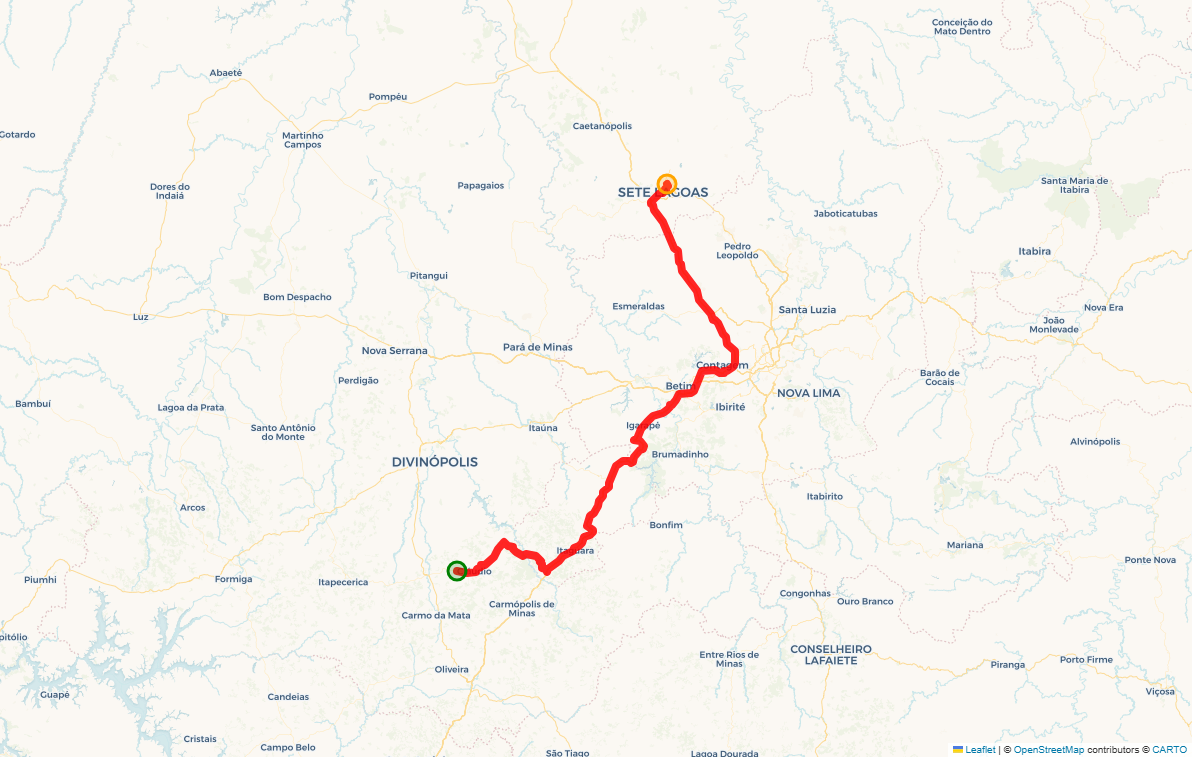 Conceição do
Mato Dentro
Abaeté
Pompéu
Gotardo
Martinho
Campos
Caetanópolis
Dores do
Indaiá
Papagaios
SETE LAGOAS
Santa Maria de
Itabira
Jaboticatubas
Pedro
Leopoldo
Itabira
Pitangui
Bom Despacho
Esmeraldas
Santa Luzia
Nova Era
Luz
João
Monlevade
Nova Serrana
Pará de Minas
Contagem
Perdigão
Betim
Barão de
Cocais
NOVA LIMA
Bambuí
Lagoa da Prata
Ibirité
Santo Antônio
do Monte
Itaúna
Igarapé
Alvinópolis
DIVINÓPOLIS
Brumadinho
Itabirito
Arcos
Bonfim
Mariana
Itaguara
Ponte Nova
Piumhi
Formiga
Itapecerica
Congonhas
Ouro Branco
Carmópolis de
Minas
Carmo da Mata
pitólio
CONSELHEIRO
LAFAIETE
Entre Rios de
Minas
Porto Firme
Piranga
Oliveira
Guapé
Candeias
Viçosa
Cristais
Campo Belo
São Tiago
Lagoa Dourada
Leaflet | © OpenStreetMap contributors © CARTO